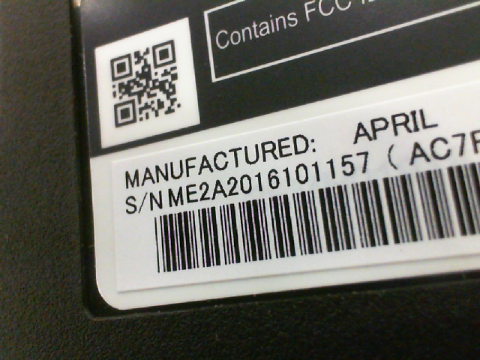 Contains FCC
MANUFACTURED: APRIL
S/N ME2A2016101157 ( AC7